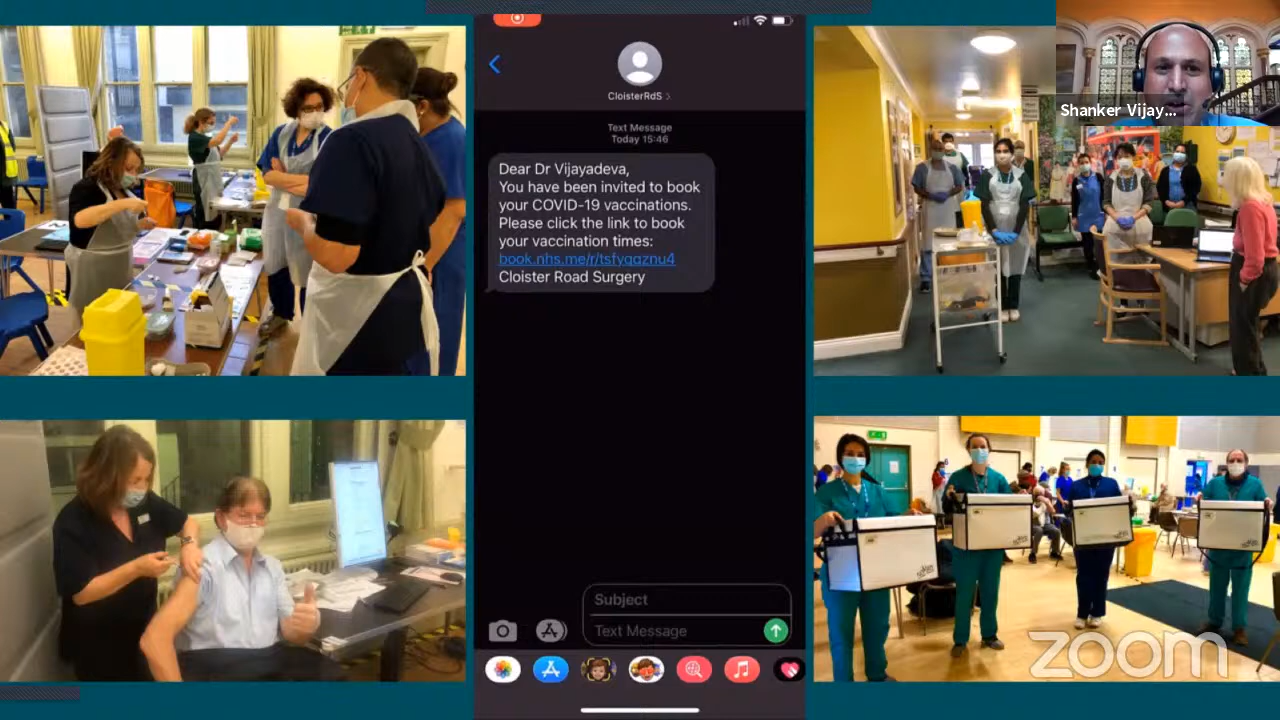 CloisterRdS
Text Message
Today 15:46
Dear Dr Vijayadeva,
You have been invited to book
your COVID-19 vaccinations.
Please click the link to book
your vaccination times:
book.nhs.me/r/tsfyqaznu4
Cloister Road Surgery
Subject
Text Message
Shanker Vijay...
zoom